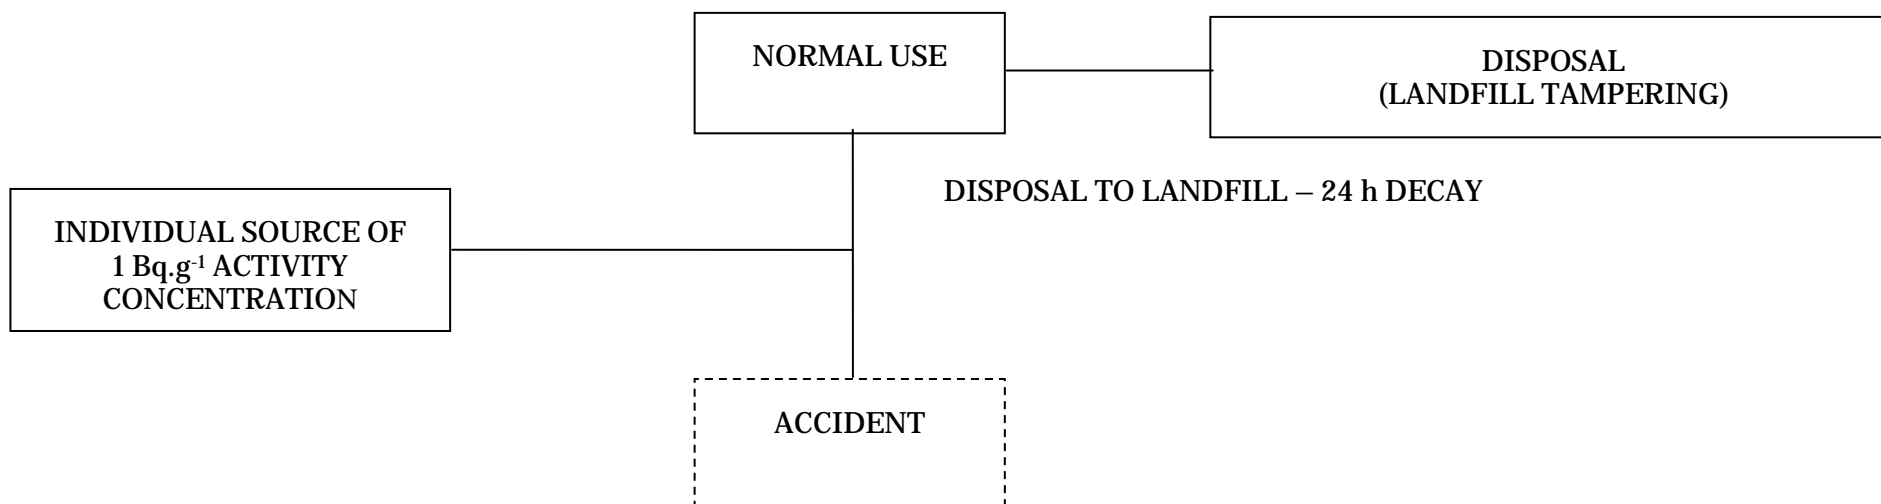 NORMAL USE
DISPOSAL
(LANDFILL TAMPERING)
DISPOSAL TO LANDFILL – 24 h DECAY
INDIVIDUAL SOURCE OF
1 Bq.g-1 ACTIVITY
CONCENTRATION
ACCIDENT